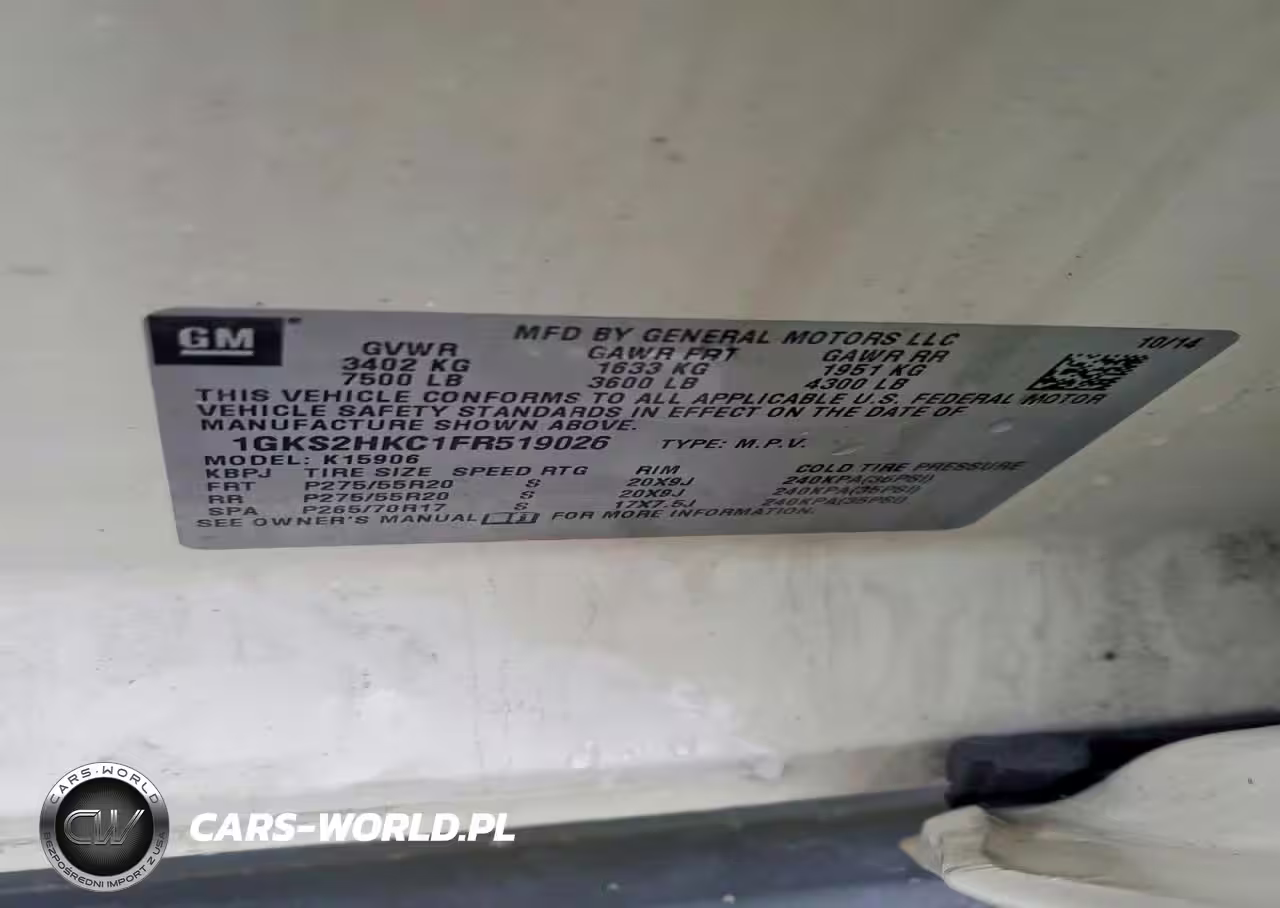 GM
MFD BY GENERAL MOTORS LLC
10/14
GVWR GAWR FRT GAWR RR
3402 KG 1633 KG 1951 KG
7500 LB 3600 LB 4300 LB
THIS VEHICLE CONFORMS TO ALL APPLICABLE U.S. FEDERAL MOTOR
VEHICLE SAFETY STANDARDS IN EFFECT ON THE DATE OF
MANUFACTURE SHOWN ABOVE.
1GKS2HKC1FR519026 TYPE: M.P.V.
MODEL: K15906
KBPJ TIRE SIZE SPEED RTG RIM COLD TIRE PRESSURE
FRT P275/55R20 S 20X9J 240KPA(35PSI)
RR P275/55R20 S 20X9J 240KPA(35PSI)
SPA P265/70R17 S 17X7.5J 240KPA(35PSI)
SEE OWNER'S MANUAL FOR MORE INFORMATION.
CARS-WORLD
CW
BEZPOŚREDNI IMPORT Z USA
CARS-WORLD.PL